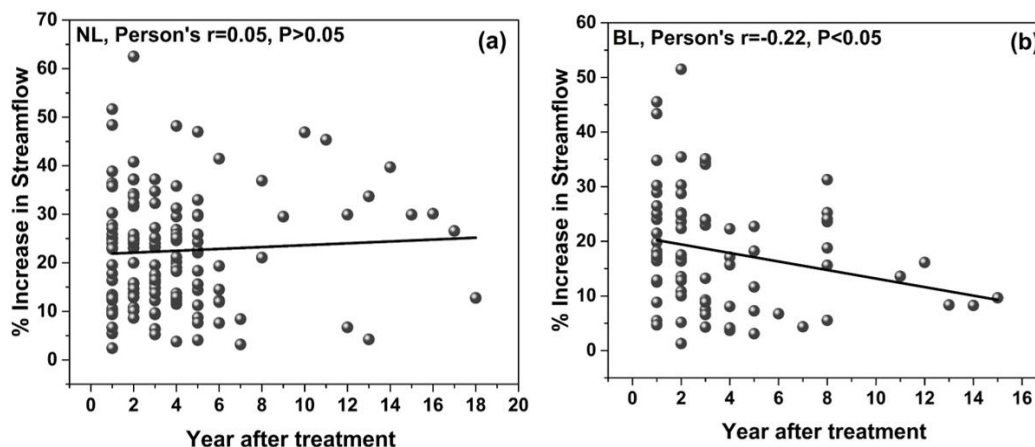 NL, Person's r=0.05, P>0.05
(a)
% Increase in Streamflow
70
60
50
40
30
20
10
0
0 2 4 6 8 10 12 14 16 18 20
Year after treatment
BL, Person's r=-0.22, P<0.05
(b)
% Increase in Streamflow
60
50
40
30
20
10
0
0 2 4 6 8 10 12 14 16
Year after treatment